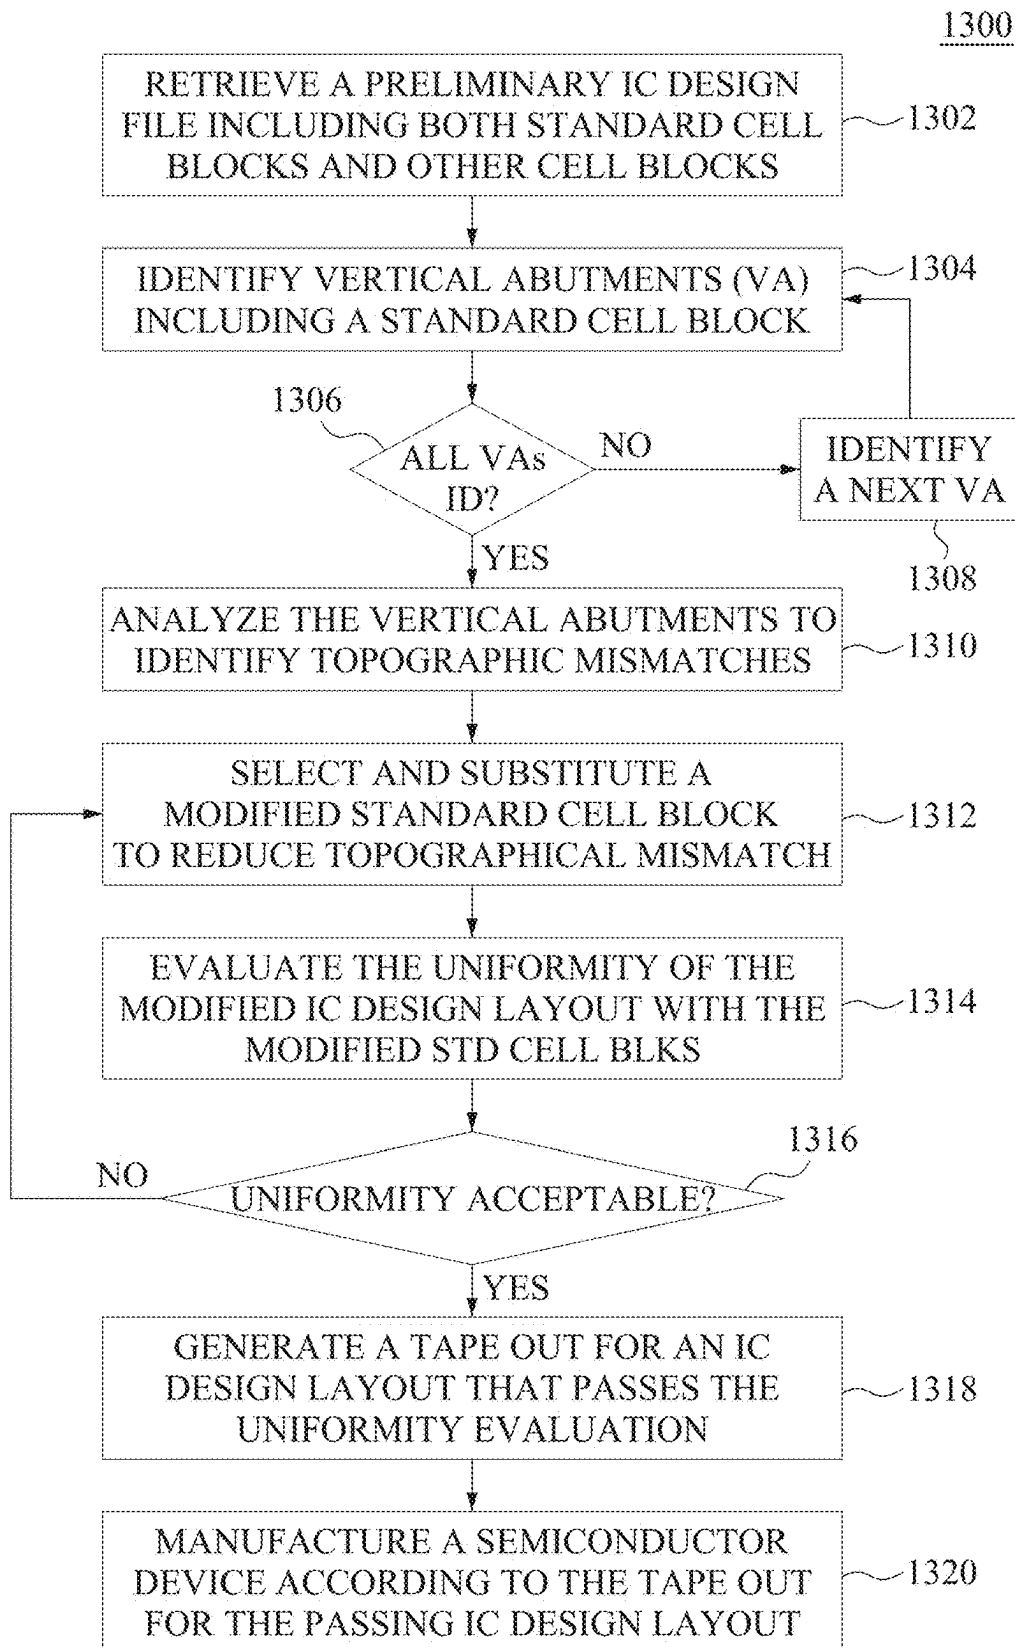 1300
RETRIEVE A PRELIMINARY IC DESIGN
FILE INCLUDING BOTH STANDARD CELL
BLOCKS AND OTHER CELL BLOCKS
1302
IDENTIFY VERTICAL ABUTMENTS (VA)
INCLUDING A STANDARD CELL BLOCK
1304
1306
ALL VAs
ID?
NO
IDENTIFY
A NEXT VA
1308
YES
ANALYZE THE VERTICAL ABUTMENTS TO
IDENTIFY TOPOGRAPHIC MISMATCHES
1310
SELECT AND SUBSTITUTE A
MODIFIED STANDARD CELL BLOCK
TO REDUCE TOPOGRAPHICAL MISMATCH
1312
EVALUATE THE UNIFORMITY OF THE
MODIFIED IC DESIGN LAYOUT WITH THE
MODIFIED STD CELL BLKS
1314
1316
NO
UNIFORMITY ACCEPTABLE?
YES
GENERATE A TAPE OUT FOR AN IC
DESIGN LAYOUT THAT PASSES THE
UNIFORMITY EVALUATION
1318
MANUFACTURE A SEMICONDUCTOR
DEVICE ACCORDING TO THE TAPE OUT
FOR THE PASSING IC DESIGN LAYOUT
1320